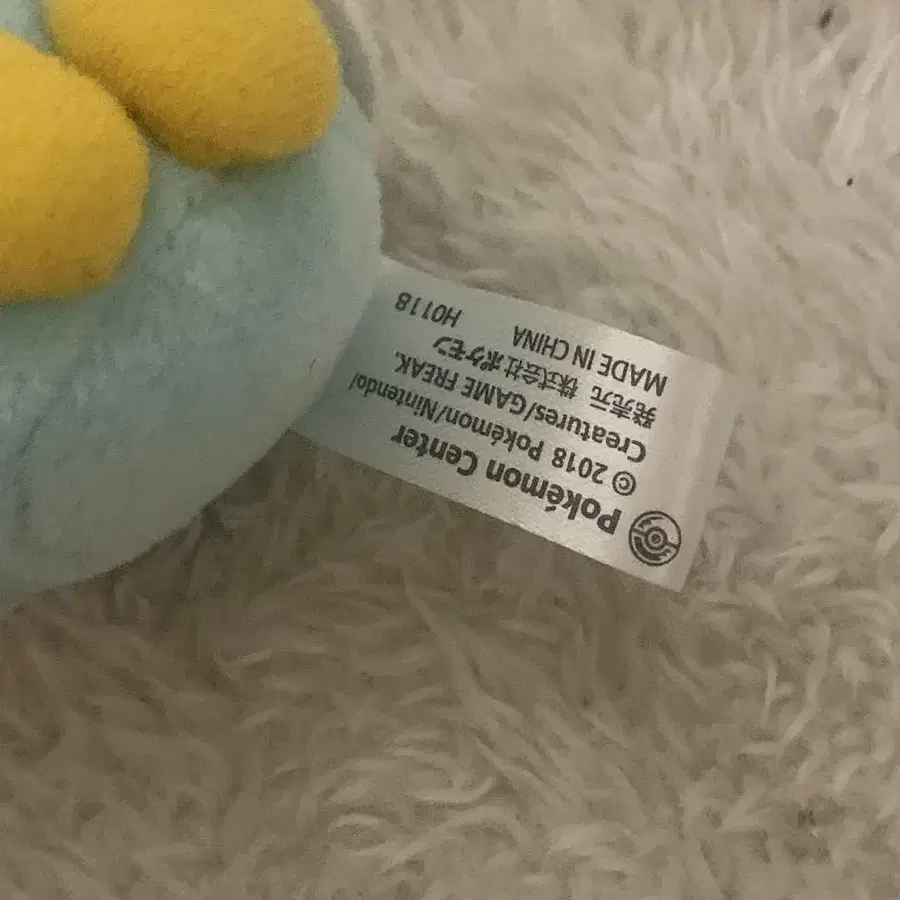 Pokémon Center
© 2018 Pokémon/Nintendo/
Creatures/GAME FREAK.
発売元 株式会社ポケモン
MADE IN CHINA H0118